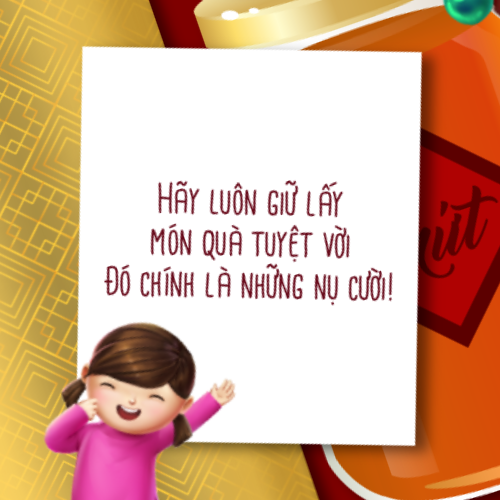 HÃY LUÔN GIỮ LẤY
MÓN QUÀ TUYỆT VỜI
ĐÓ CHÍNH LÀ NHỮNG NỤ CƯỜI!